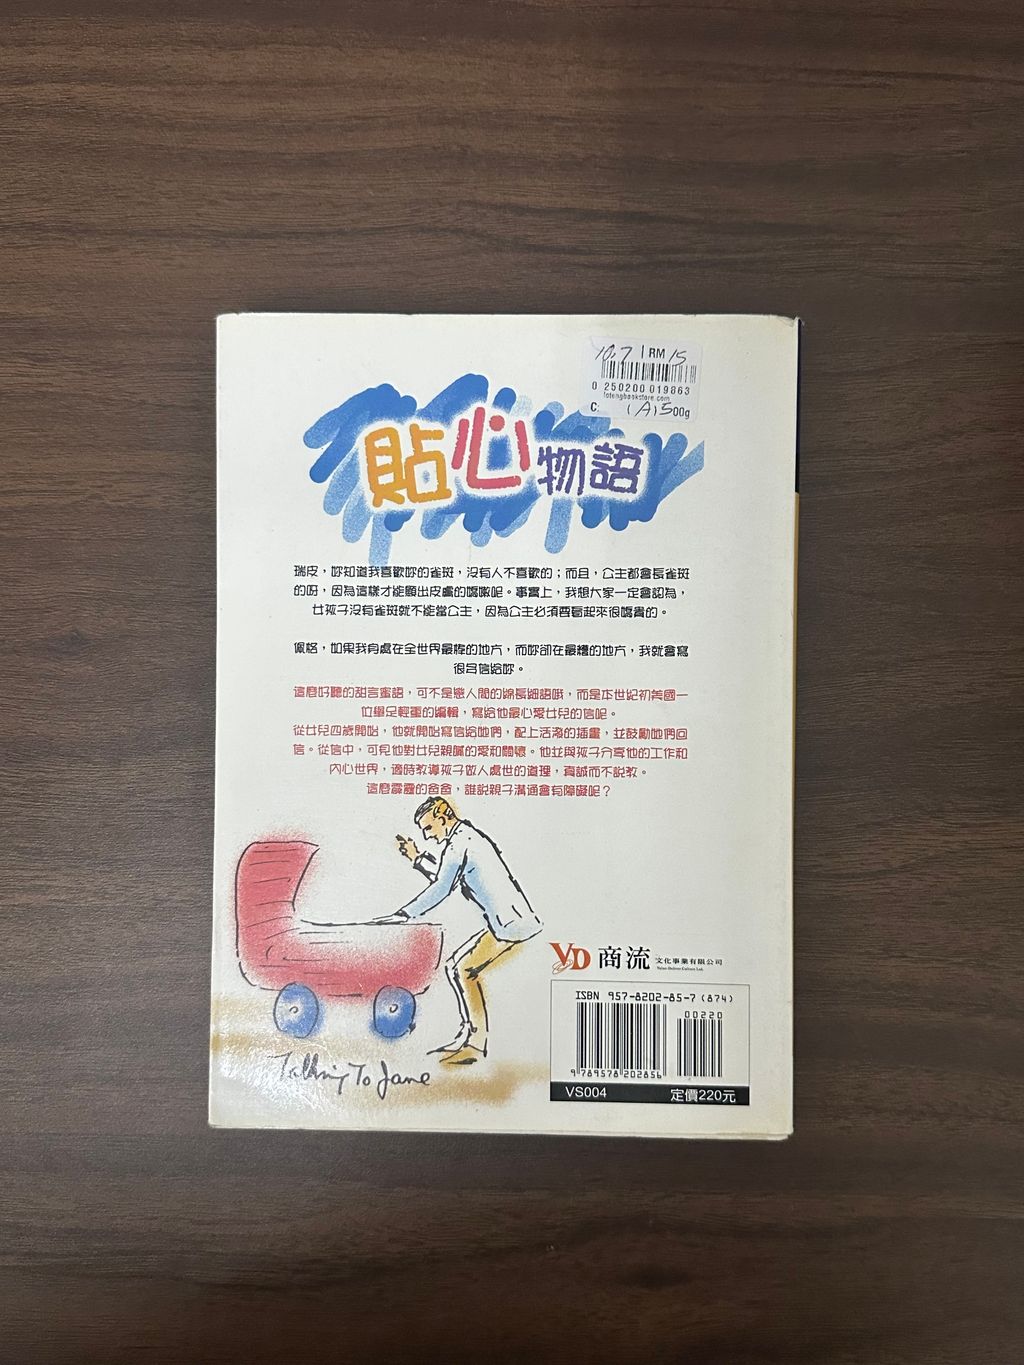 10.7 RM 15
0 250200 019863
fotengbookstore.com
C: (A) 500g
貼心物語
瑞皮，妳知道我喜歡妳的雀斑，沒有人不喜歡的；而且，公主都會長雀斑
的呀，因為這樣才能顯出皮膚的嬌嫩呢。事實上，我想大家一定會認為，
女孩子沒有雀斑就不能當公主，因為公主必須要看起來很嬌貴的。
佩格，如果我身處在全世界最棒的地方，而妳卻在最糟的地方，我就會寫
很多信給妳。
這麼好聽的甜言蜜語，可不是戀人間的綿長細語哦，而是本世紀初美國一
位舉足輕重的編輯，寫給他最心愛女兒的信呢。
從女兒四歲開始，他就開始寫信給她們，配上活潑的插畫，並鼓勵她們回
信。從信中，可見他對女兒親暱的愛和關懷。他並與孩子分享他的工作和
內心世界，適時教導孩子做人處世的道理，真誠而不說教。
這麼霹靂的爸爸，誰說親子溝通會有障礙呢？
Talking To Jane
VD 商流 文化事業有限公司
Value Deliver Culture Ltd.
ISBN 957-8202-85-7 (874)
00220
9 789578 202856
VS004 定價220元